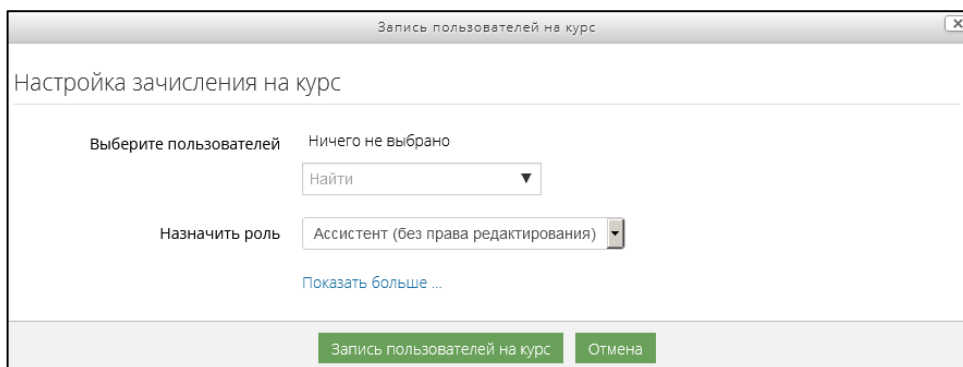 Запись пользователей на курс
Настройка зачисления на курс
Выберите пользователей Ничего не выбрано
Найти ▼
Назначить роль Ассистент (без права редактирования)
Показать больше ...
Запись пользователей на курс Отмена